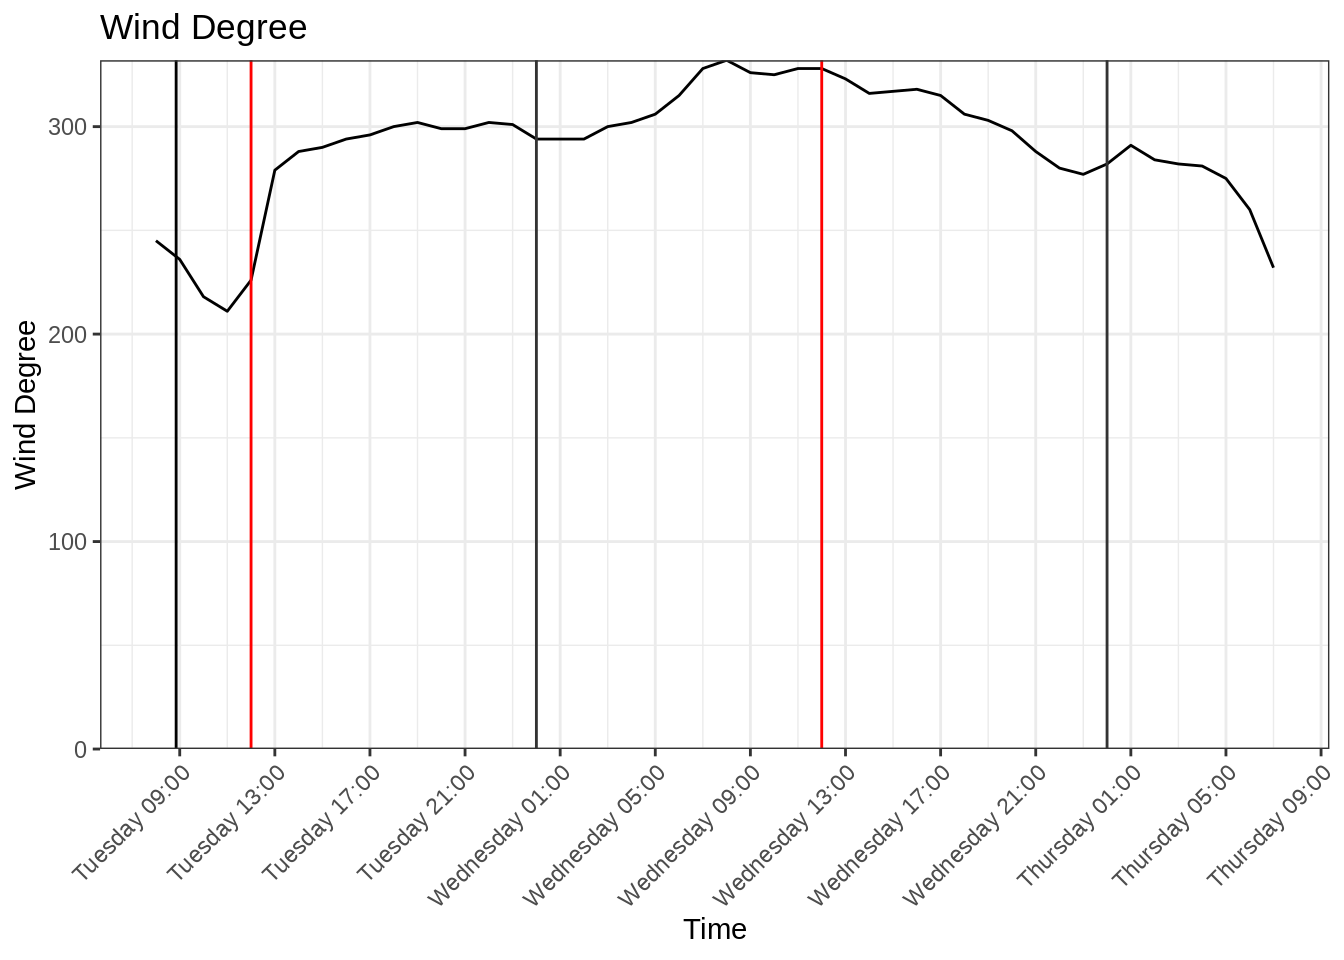 Wind Degree
Wind Degree
300
200
100
0
Tuesday 09:00
Tuesday 13:00
Tuesday 17:00
Tuesday 21:00
Wednesday 01:00
Wednesday 05:00
Wednesday 09:00
Wednesday 13:00
Wednesday 17:00
Wednesday 21:00
Thursday 01:00
Thursday 05:00
Thursday 09:00
Time